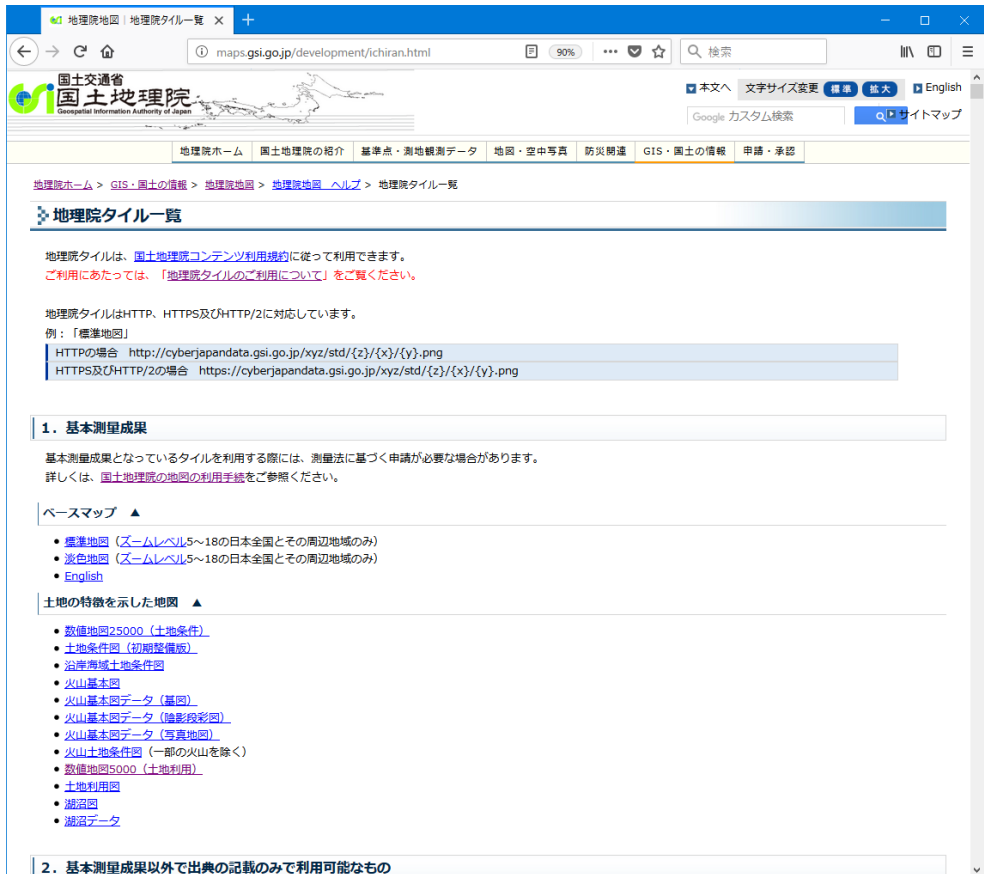 地理院地図｜地理院タイル一覧
maps.gsi.go.jp/development/ichiran.html
90%
検索
国土交通省
国土地理院
Geospatial Information Authority of Japan
本文へ
文字サイズ変更
標準
拡大
English
Google カスタム検索
サイトマップ
地理院ホーム
国土地理院の紹介
基準点・測地観測データ
地図・空中写真
防災関連
GIS・国土の情報
申請・承認
地理院ホーム > GIS・国土の情報 > 地理院地図 > 地理院地図 ヘルプ > 地理院タイル一覧
地理院タイル一覧
地理院タイルは、国土地理院コンテンツ利用規約に従って利用できます。
ご利用にあたっては、「地理院タイルのご利用について」をご覧ください。
地理院タイルはHTTP、HTTPS及びHTTP/2に対応しています。
例：「標準地図」
HTTPの場合 http://cyberjapandata.gsi.go.jp/xyz/std/{z}/{x}/{y}.png
HTTPS及びHTTP/2の場合 https://cyberjapandata.gsi.go.jp/xyz/std/{z}/{x}/{y}.png
1．基本測量成果
基本測量成果となっているタイルを利用する際には、測量法に基づく申請が必要な場合があります。
詳しくは、国土地理院の地図の利用手続をご参照ください。
ベースマップ ▲
• 標準地図（ズームレベル5～18の日本全国とその周辺地域のみ）
• 淡色地図（ズームレベル5～18の日本全国とその周辺地域のみ）
• English
土地の特徴を示した地図 ▲
• 数値地図25000（土地条件）
• 土地条件図（初期整備版）
• 沿岸海域土地条件図
• 火山基本図
• 火山基本図データ（基図）
• 火山基本図データ（陰影段彩図）
• 火山基本図データ（写真地図）
• 火山土地条件図（一部の火山を除く）
• 数値地図5000（土地利用）
• 土地利用図
• 湖沼図
• 湖沼データ
2．基本測量成果以外で出典の記載のみで利用可能なもの